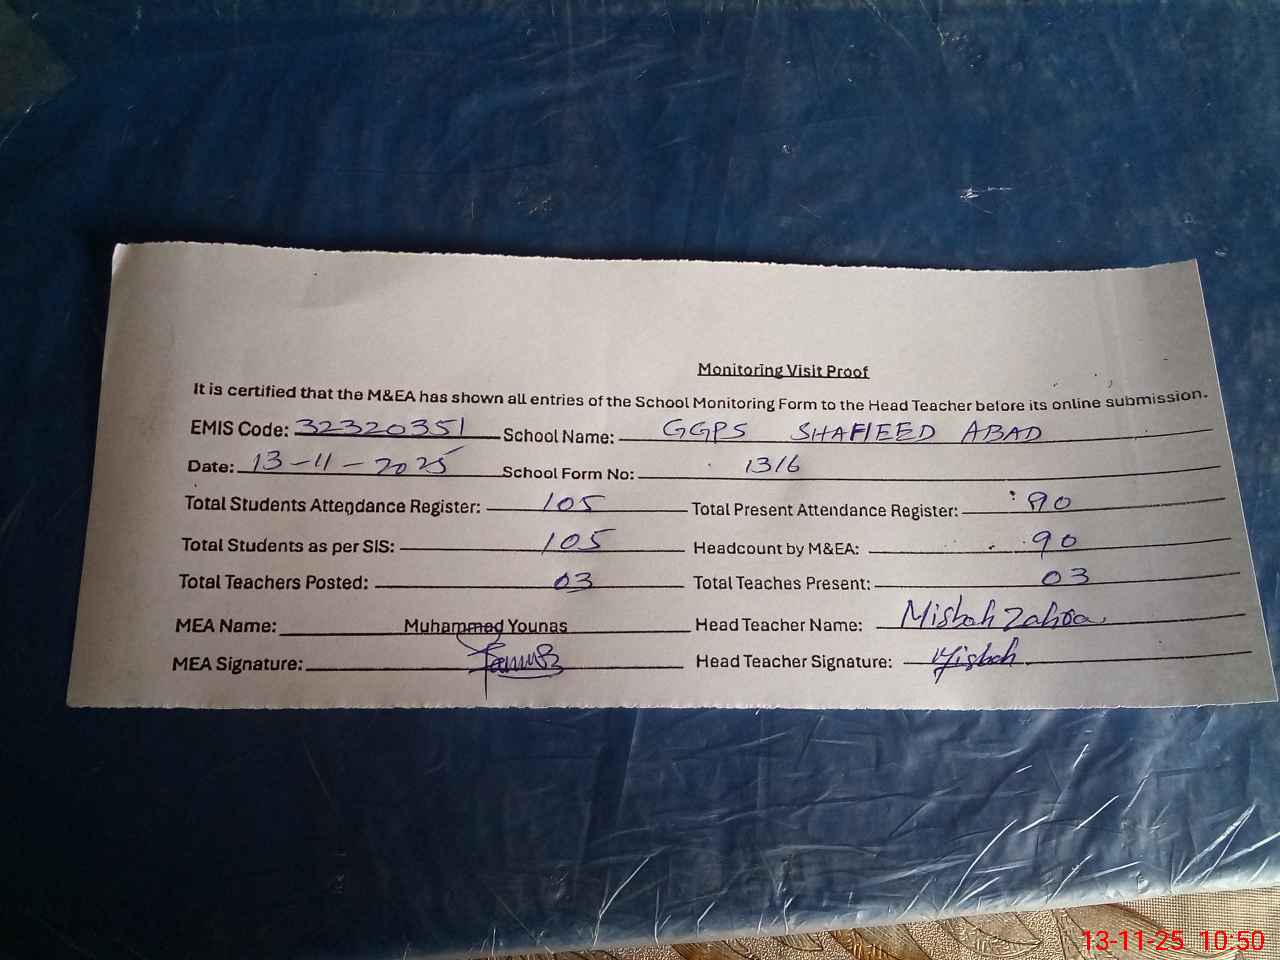 Monitoring Visit Proof
It is certified that the M&EA has shown all entries of the School Monitoring Form to the Head Teacher before its online submission.
EMIS Code: 32320351 School Name: GGPS SHAHEED ABAD
Date: 13-11-2025 School Form No: 1316
Total Students Attendance Register: 105 Total Present Attendance Register: 90
Total Students as per SIS: 105 Headcount by M&EA: 90
Total Teachers Posted: 03 Total Teaches Present: 03
MEA Name: Muhammad Younas Head Teacher Name: Misbah Zahra
MEA Signature: Head Teacher Signature: Misbah
13-11-25 10:50